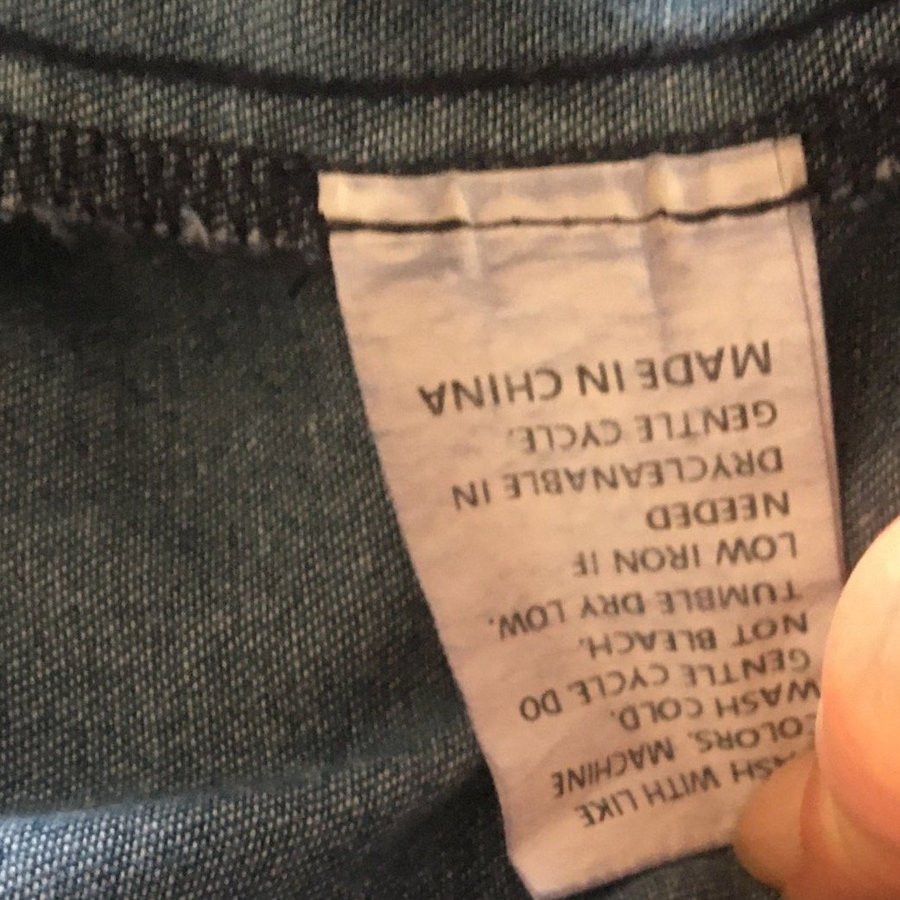 WITH LIKE
COLORS. MACHINE
WASH COLD.
GENTLE CYCLE DO
NOT BLEACH.
TUMBLE DRY LOW.
LOW IRON IF
NEEDED
DRYCLEANABLE IN
GENTLE CYCLE.
MADE IN CHINA